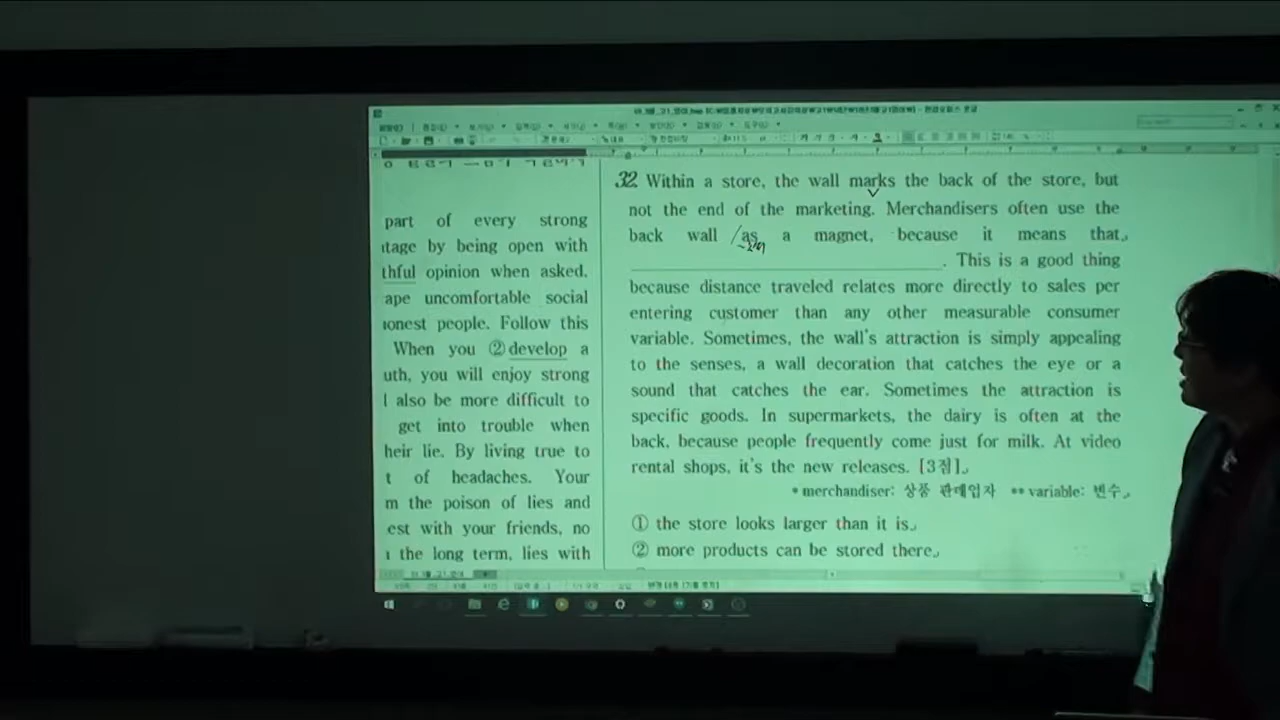 part of every strong
ntage by being open with
thful opinion when asked,
ape uncomfortable social
onest people. Follow this
When you ② develop a
uth, you will enjoy strong
l also be more difficult to
get into trouble when
heir lie. By living true to
t of headaches. Your
m the poison of lies and
est with your friends, no
the long term, lies with
32 Within a store, the wall marks the back of the store, but
not the end of the marketing. Merchandisers often use the
back wall as a magnet, because it means that
. This is a good thing
because distance traveled relates more directly to sales per
entering customer than any other measurable consumer
variable. Sometimes, the wall's attraction is simply appealing
to the senses, a wall decoration that catches the eye or a
sound that catches the ear. Sometimes the attraction is
specific goods. In supermarkets, the dairy is often at the
back, because people frequently come just for milk. At video
rental shops, it's the new releases. [3점]
* merchandiser: 상품 판매업자 ** variable: 변수
① the store looks larger than it is
② more products can be stored there